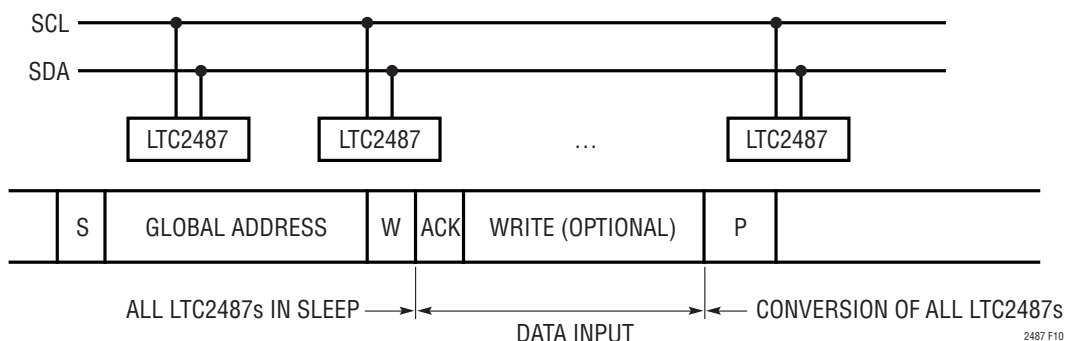 SCL
SDA
LTC2487 LTC2487 … LTC2487
S GLOBAL ADDRESS W ACK WRITE (OPTIONAL) P
ALL LTC2487s IN SLEEP CONVERSION OF ALL LTC2487s
DATA INPUT
2487 F10